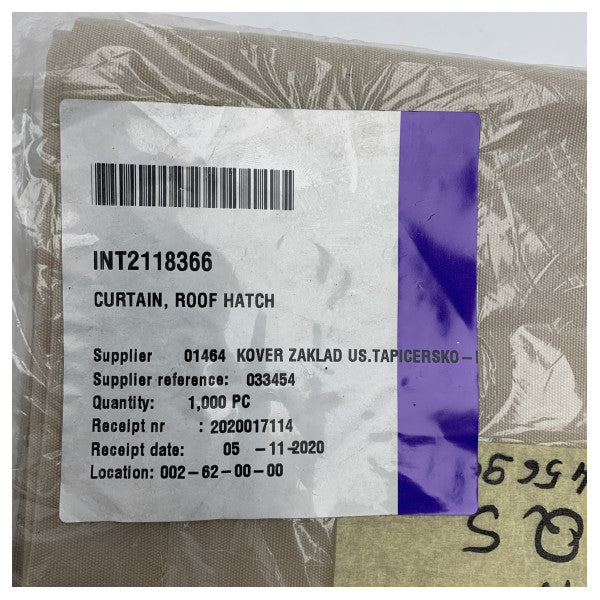 INT2118366
CURTAIN, ROOF HATCH
Supplier 01464 KOVER ZAKLAD US.TAPICERSKO-
Supplier reference: 033454
Quantity: 1,000 PC
Receipt nr : 2020017114
Receipt date: 05 -11-2020
Location: 002-62-00-00